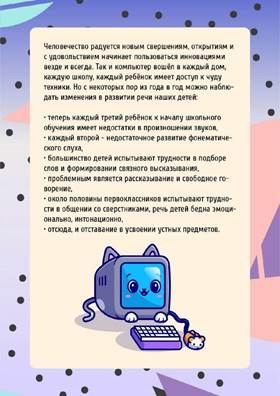 Человечество радуется новым свершениям, открытиям и
с удовольствием начинает пользоваться инновациями
везде и всегда. Так и компьютер вошёл в каждый дом,
каждую школу, каждый ребёнок имеет доступ к чуду
техники. Но с некоторых пор из года в год можно наблю-
дать изменения в развитии речи наших детей:
• теперь каждый третий ребёнок к началу школьного
обучения имеет недостатки в произношении звуков,
• каждый второй - недостаточное развитие фонематиче-
ского слуха,
• большинство детей испытывают трудности в подборе
слов и формировании связного высказывания,
• проблемным является рассказывание и свободное го-
ворение,
• около половины первоклассников испытывают трудно-
сти в общении со сверстниками, речь детей бедна эмоци-
онально, интонационно,
• отсюда, и отставание в усвоении устных предметов.